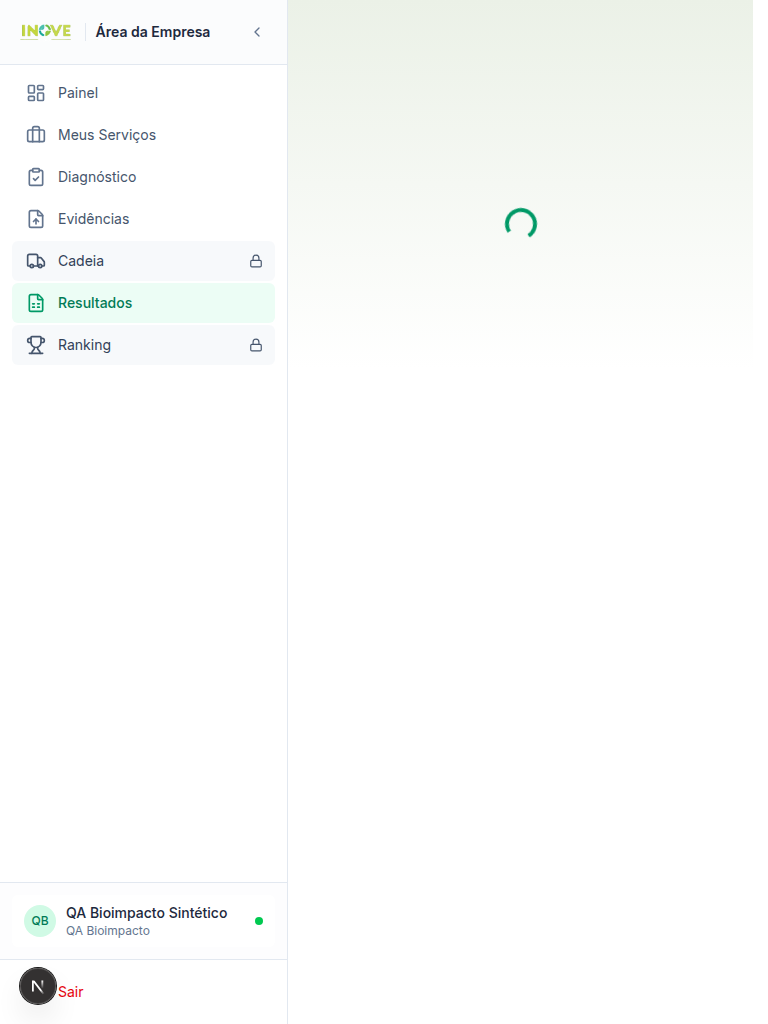 INOVE
Área da Empresa
Painel
Meus Serviços
Diagnóstico
Evidências
Cadeia
Resultados
Ranking
QB
QA Bioimpacto Sintético
QA Bioimpacto
N
Sair